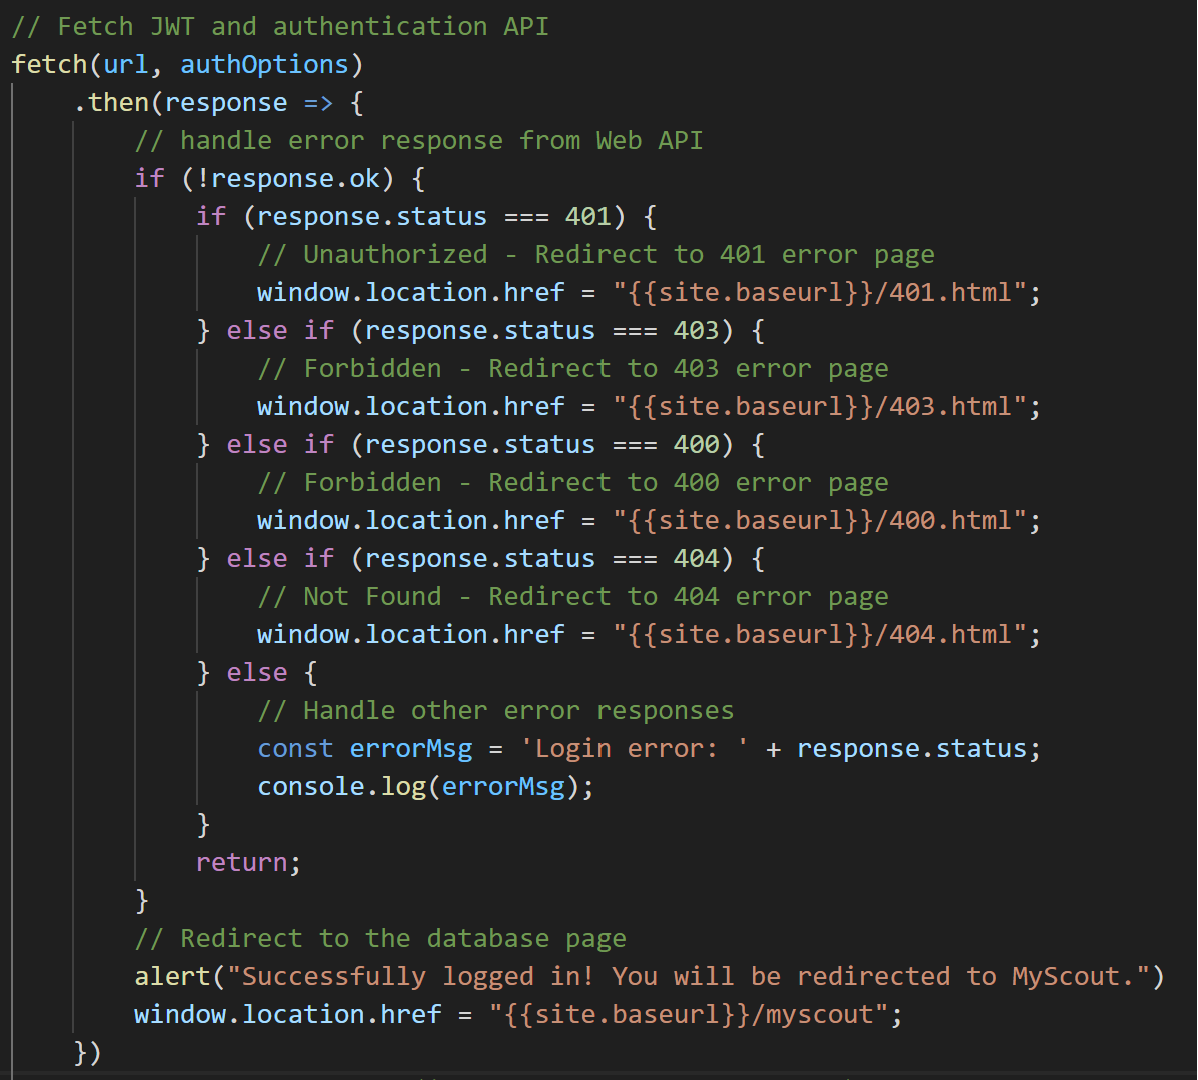 // Fetch JWT and authentication API
fetch(url, authOptions)
    .then(response => {
        // handle error response from Web API
        if (!response.ok) {
            if (response.status === 401) {
                // Unauthorized - Redirect to 401 error page
                window.location.href = "{{site.baseurl}}/401.html";
            } else if (response.status === 403) {
                // Forbidden - Redirect to 403 error page
                window.location.href = "{{site.baseurl}}/403.html";
            } else if (response.status === 400) {
                // Forbidden - Redirect to 400 error page
                window.location.href = "{{site.baseurl}}/400.html";
            } else if (response.status === 404) {
                // Not Found - Redirect to 404 error page
                window.location.href = "{{site.baseurl}}/404.html";
            } else {
                // Handle other error responses
                const errorMsg = 'Login error: ' + response.status;
                console.log(errorMsg);
            }
            return;
        }
        // Redirect to the database page
        alert("Successfully logged in! You will be redirected to MyScout.")
        window.location.href = "{{site.baseurl}}/myscout";
    })